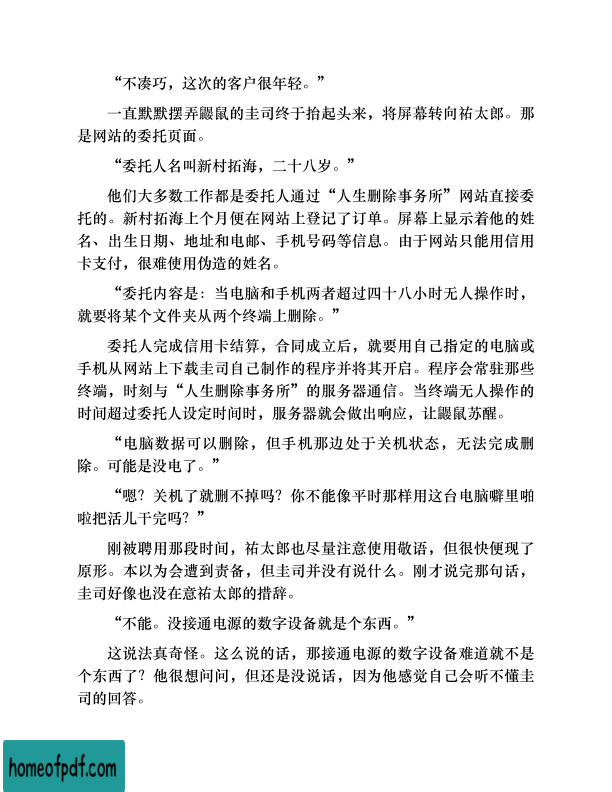 “不凑巧，这次的客户很年轻。”
一直默默摆弄鼹鼠的圭司终于抬起头来，将屏幕转向祐太郎。那
是网站的委托页面。
“委托人名叫新村拓海，二十八岁。”
他们大多数工作都是委托人通过“人生删除事务所”网站直接委
托的。新村拓海上个月便在网站上登记了订单。屏幕上显示着他的姓
名、出生日期、地址和电邮、手机号码等信息。由于网站只能用信用
卡支付，很难使用伪造的姓名。
“委托内容是：当电脑和手机两者超过四十八小时无人操作时，
就要将某个文件夹从两个终端上删除。”
委托人完成信用卡结算，合同成立后，就要用自己指定的电脑或
手机从网站上下载圭司自己制作的程序并将其开启。程序会常驻那些
终端，时刻与“人生删除事务所”的服务器通信。当终端无人操作的
时间超过委托人设定时间时，服务器就会做出响应，让鼹鼠苏醒。
“电脑数据可以删除，但手机那边处于关机状态，无法完成删
除。可能是没电了。”
“嗯？关机了就删不掉吗？你不能像平时那样用这台电脑噼里啪
啦把活儿干完吗？”
刚被聘用那段时间，祐太郎也尽量注意使用敬语，但很快便现了
原形。本以为会遭到责备，但圭司并没有说什么。刚才说完那句话，
圭司好像也没在意祐太郎的措辞。
“不能。没接通电源的数字设备就是个东西。”
这说法真奇怪。这么说的话，那接通电源的数字设备难道就不是
个东西了？他很想问问，但还是没说话，因为他感觉自己会听不懂圭
司的回答。
homeofpdf.com